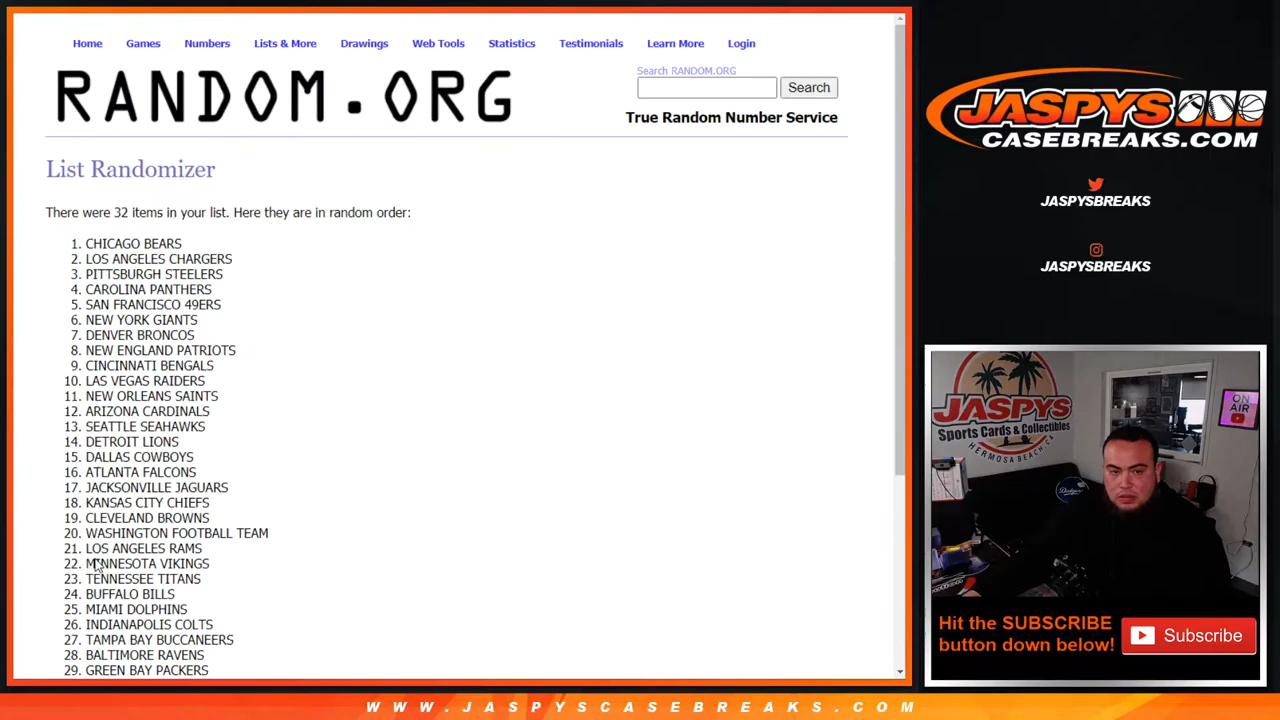 Home Games Numbers Lists & More Drawings Web Tools Statistics Testimonials Learn More Login
RANDOM.ORG
Search RANDOM.ORG
Search
True Random Number Service
List Randomizer
There were 32 items in your list. Here they are in random order:
1. CHICAGO BEARS
2. LOS ANGELES CHARGERS
3. PITTSBURGH STEELERS
4. CAROLINA PANTHERS
5. SAN FRANCISCO 49ERS
6. NEW YORK GIANTS
7. DENVER BRONCOS
8. NEW ENGLAND PATRIOTS
9. CINCINNATI BENGALS
10. LAS VEGAS RAIDERS
11. NEW ORLEANS SAINTS
12. ARIZONA CARDINALS
13. SEATTLE SEAHAWKS
14. DETROIT LIONS
15. DALLAS COWBOYS
16. ATLANTA FALCONS
17. JACKSONVILLE JAGUARS
18. KANSAS CITY CHIEFS
19. CLEVELAND BROWNS
20. WASHINGTON FOOTBALL TEAM
21. LOS ANGELES RAMS
22. MINNESOTA VIKINGS
23. TENNESSEE TITANS
24. BUFFALO BILLS
25. MIAMI DOLPHINS
26. INDIANAPOLIS COLTS
27. TAMPA BAY BUCCANEERS
28. BALTIMORE RAVENS
29. GREEN BAY PACKERS
JASPYS
CASEBREAKS.COM
JASPYSBREAKS
JASPYSBREAKS
JASPYS
Sports Cards & Collectibles
HERMOSA BEACH, CA
ON
AIR
Dodgers
Hit the SUBSCRIBE
button down below!
Subscribe
WWW.JASPYSCASEBREAKS.COM